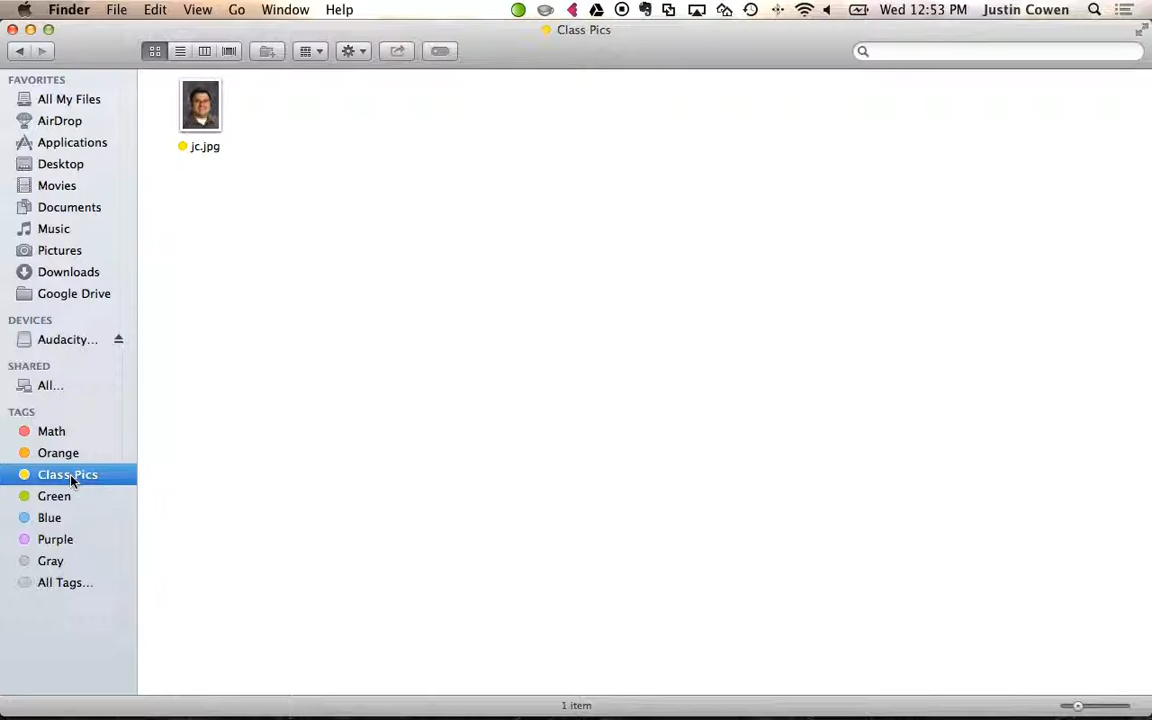 Finder File Edit View Go Window Help Wed 12:53 PM Justin Cowen
Class Pics
FAVORITES
All My Files
AirDrop
Applications
Desktop
Movies
Documents
Music
Pictures
Downloads
Google Drive
DEVICES
Audacity...
SHARED
All...
TAGS
Math
Orange
Class Pics
Green
Blue
Purple
Gray
All Tags...
jc.jpg
1 item